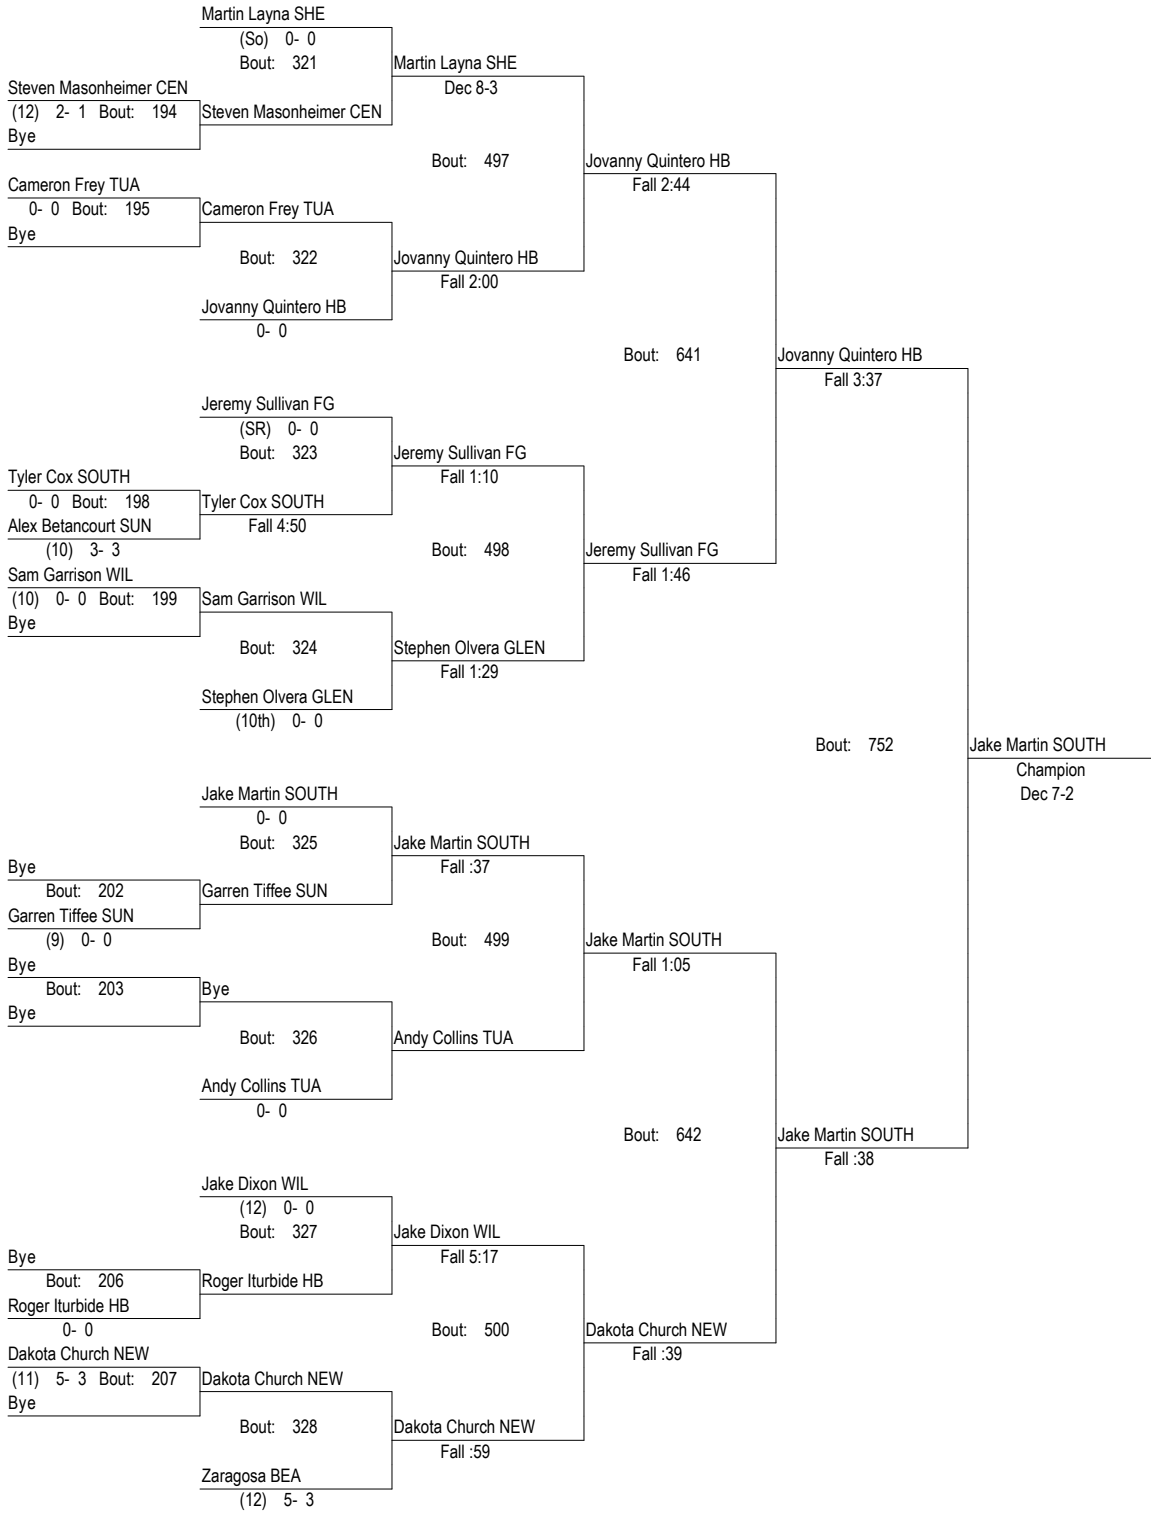 Martin Layna SHE
(So) 0- 0
Bout: 321
Martin Layna SHE
Dec 8-3
Steven Masonheimer CEN
(12) 2- 1 Bout: 194
Steven Masonheimer CEN
Bye
Bout: 497
Jovanny Quintero HB
Fall 2:44
Cameron Frey TUA
0- 0 Bout: 195
Cameron Frey TUA
Bye
Bout: 322
Jovanny Quintero HB
Fall 2:00
Jovanny Quintero HB
0- 0
Bout: 641
Jovanny Quintero HB
Fall 3:37
Jeremy Sullivan FG
(SR) 0- 0
Bout: 323
Jeremy Sullivan FG
Fall 1:10
Tyler Cox SOUTH
0- 0 Bout: 198
Tyler Cox SOUTH
Fall 4:50
Alex Betancourt SUN
(10) 3- 3
Bout: 498
Jeremy Sullivan FG
Fall 1:46
Sam Garrison WIL
(10) 0- 0 Bout: 199
Sam Garrison WIL
Bye
Bout: 324
Stephen Olvera GLEN
Fall 1:29
Stephen Olvera GLEN
(10th) 0- 0
Bout: 752
Jake Martin SOUTH
Champion
Dec 7-2
Jake Martin SOUTH
0- 0
Bout: 325
Jake Martin SOUTH
Fall :37
Bye
Bout: 202
Garren Tiffee SUN
Garren Tiffee SUN
(9) 0- 0
Bout: 499
Jake Martin SOUTH
Fall 1:05
Bye
Bout: 203
Bye
Bye
Bout: 326
Andy Collins TUA
Andy Collins TUA
0- 0
Bout: 642
Jake Martin SOUTH
Fall :38
Jake Dixon WIL
(12) 0- 0
Bout: 327
Jake Dixon WIL
Fall 5:17
Bye
Bout: 206
Roger Iturbide HB
Roger Iturbide HB
0- 0
Bout: 500
Dakota Church NEW
Fall :39
Dakota Church NEW
(11) 5- 3 Bout: 207
Dakota Church NEW
Bye
Bout: 328
Dakota Church NEW
Fall :59
Zaragosa BEA
(12) 5- 3